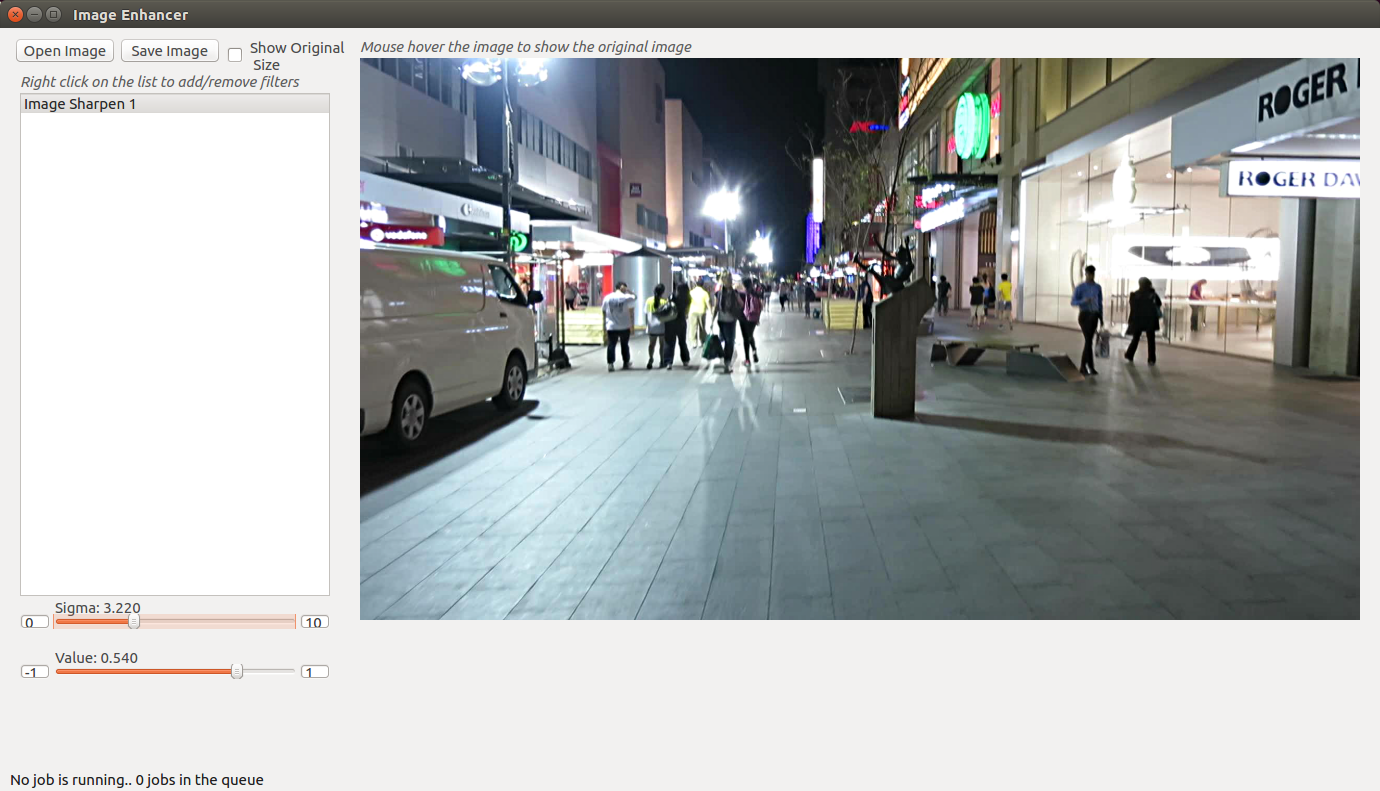 Image Enhancer
Open Image
Save Image
Show Original
Size
Mouse hover the image to show the original image
Right click on the list to add/remove filters
Image Sharpen 1
ROGER
ROGER DAV
vodafone
Sigma: 3.220
0
10
Value: 0.540
-1
1
No job is running.. 0 jobs in the queue